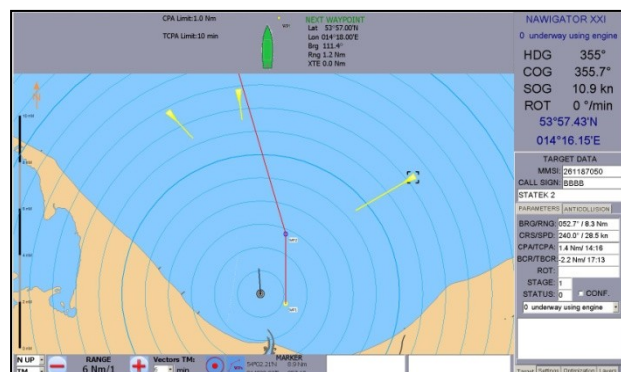 CPA Limit:1.0 Nm
TCPA Limit:10 min
NEXT WAYPOINT
Lat 53°57.00'N
Lon 014°18.00'E
Brg 111.4°
Rng 1.2 Nm
XTE 0.0 Nm
NAWIGATOR XXI
0 underway using engine
HDG 355°
COG 355.7°
SOG 10.9 kn
ROT 0 °/min
53°57.43'N
014°16.15'E
TARGET DATA
MMSI: 261187050
CALL SIGN: BBBB
STATEK 2
PARAMETERS ANTICOLLISION
BRG/RNG: 052.7° / 8.3 Nm
CRS/SPD: 240.0° / 28.5 kn
CPA/TCPA: 1.4 Nm/ 14:16
BCR/TBCR: -2.2 Nm/ 17:13
ROT:
STAGE: 1
STATUS: 0 CONF.
0 underway using engine
N UP
RANGE
6 Nm/1
Vectors TM:
min
MARKER